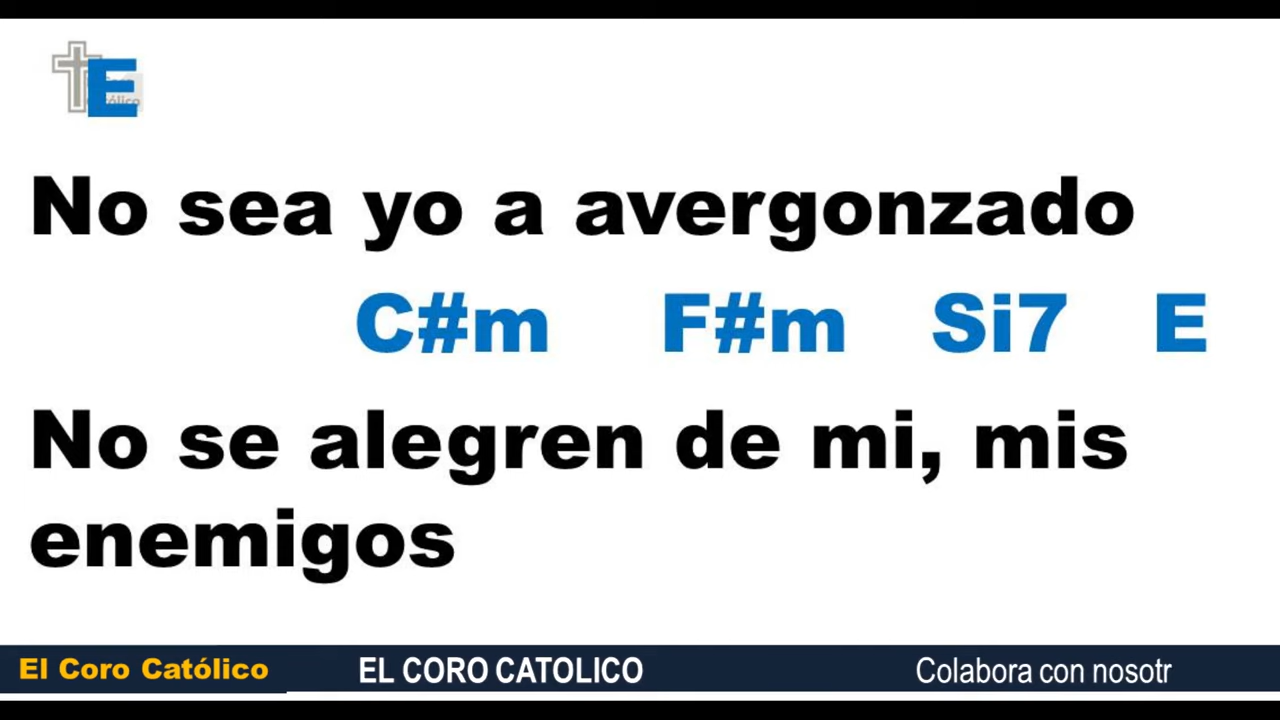 E
No sea yo a avergonzado
C#m F#m Si7 E
No se alegren de mi, mis
enemigos
El Coro Católico EL CORO CATOLICO Colabora con nosotr